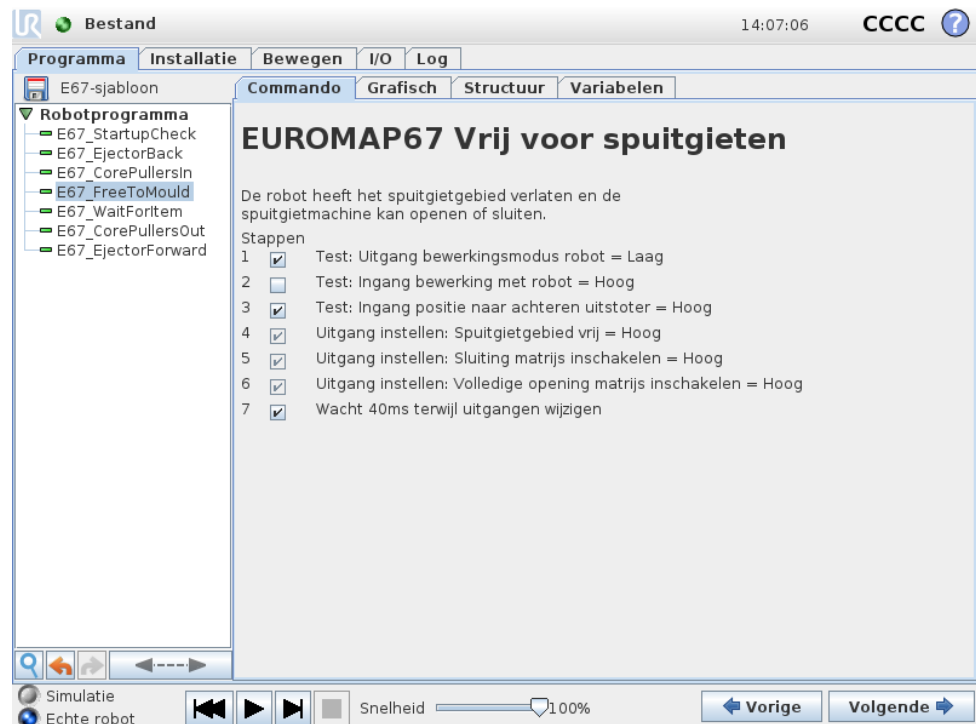 UR Bestand 14:07:06 CCCC ?
Programma Installatie Bewegen I/O Log
E67-sjabloon Commando Grafisch Structuur Variabelen
Robotprogramma
E67_StartupCheck
E67_EjectorBack
E67_CorePullersIn
E67_FreeToMould
E67_WaitForItem
E67_CorePullersOut
E67_EjectorForward
EUROMAP67 Vrij voor spuitgieten
De robot heeft het spuitgietgebied verlaten en de
spuitgietmachine kan openen of sluiten.
Stappen
1 Test: Uitgang bewerkingsmodus robot = Laag
2 Test: Ingang bewerking met robot = Hoog
3 Test: Ingang positie naar achteren uitstoter = Hoog
4 Uitgang instellen: Spuitgietgebied vrij = Hoog
5 Uitgang instellen: Sluiting matrijs inschakelen = Hoog
6 Uitgang instellen: Volledige opening matrijs inschakelen = Hoog
7 Wacht 40ms terwijl uitgangen wijzigen
Simulatie
Echte robot
Snelheid 100% Vorige Volgende